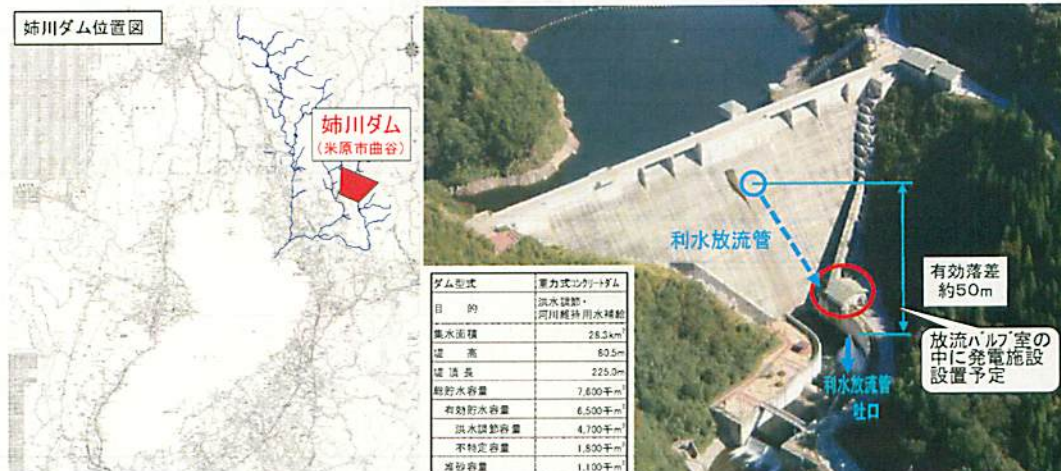 姉川ダム位置図
姉川ダム
(米原市曲谷)
利水放流管
有効落差
約50m
放流バルブ室の
中に発電施設
設置予定
利水放流管
吐口
ダム型式 重力式コンクリートダム
目 的 洪水調節・
河川維持用水補給
集水面積 28.3km²
堤 高 80.5m
堤 頂 長 225.0m
総貯水容量 7,600千m³
有効貯水容量 6,500千m³
洪水調節容量 4,700千m³
不特定容量 1,800千m³
堆砂容量 1,100千m³